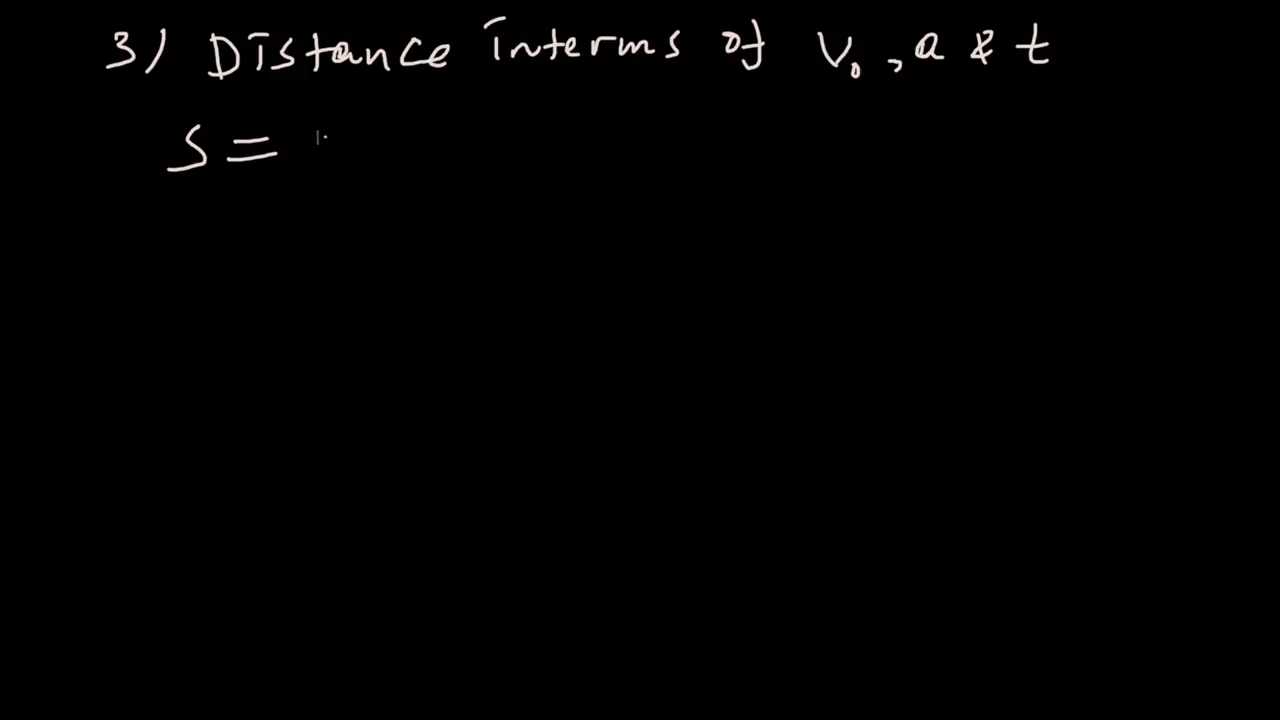 3) Distance interms of V₀, a & t
S =